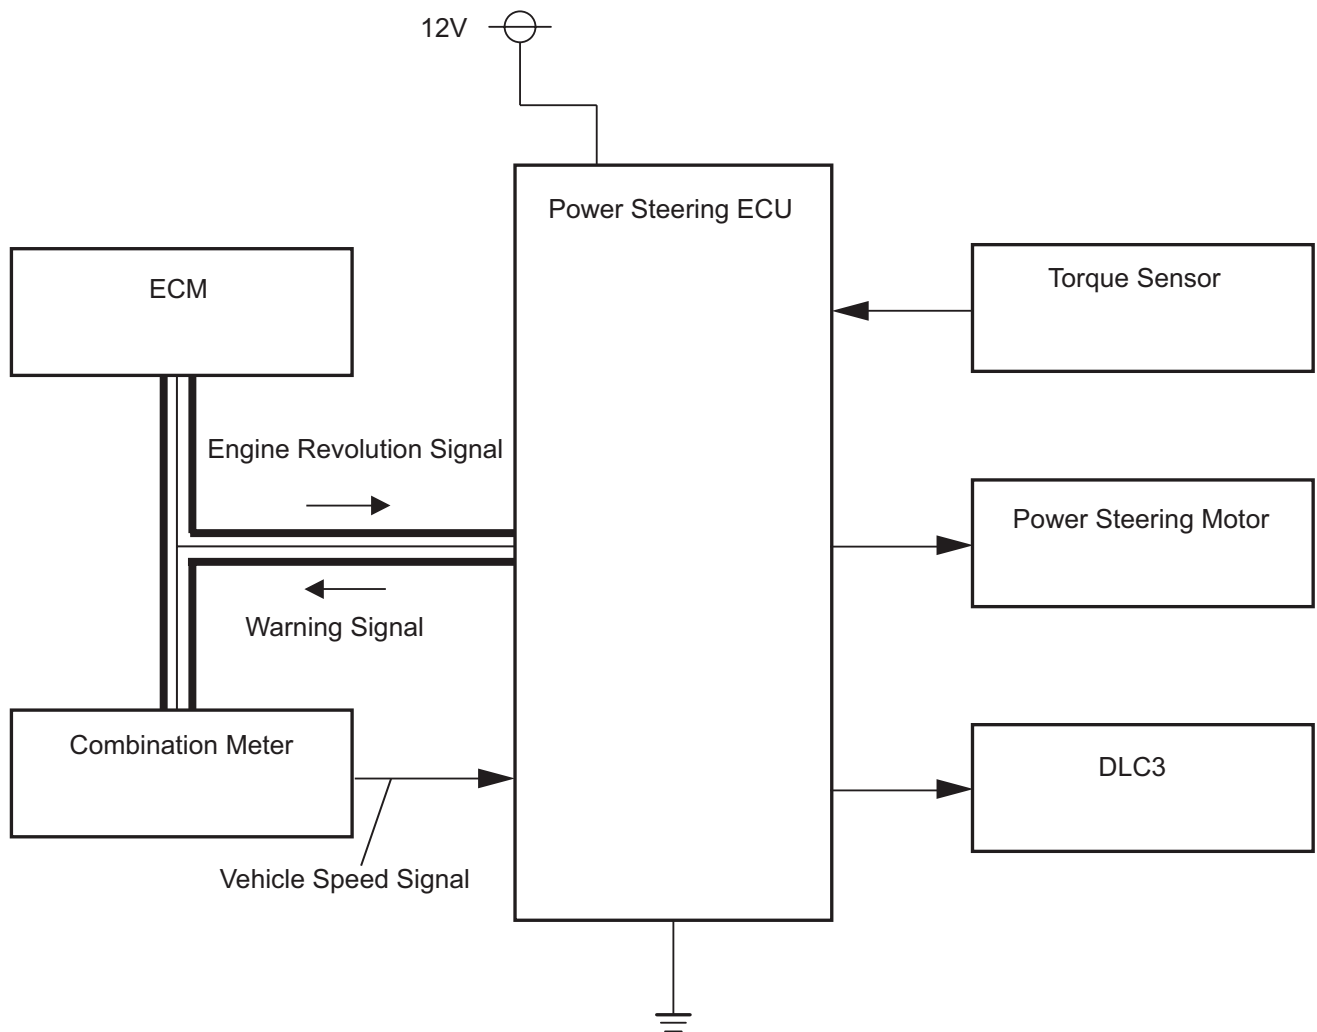 12V
Power Steering ECU
ECM
Torque Sensor
Engine Revolution Signal
Power Steering Motor
Warning Signal
Combination Meter
DLC3
Vehicle Speed Signal